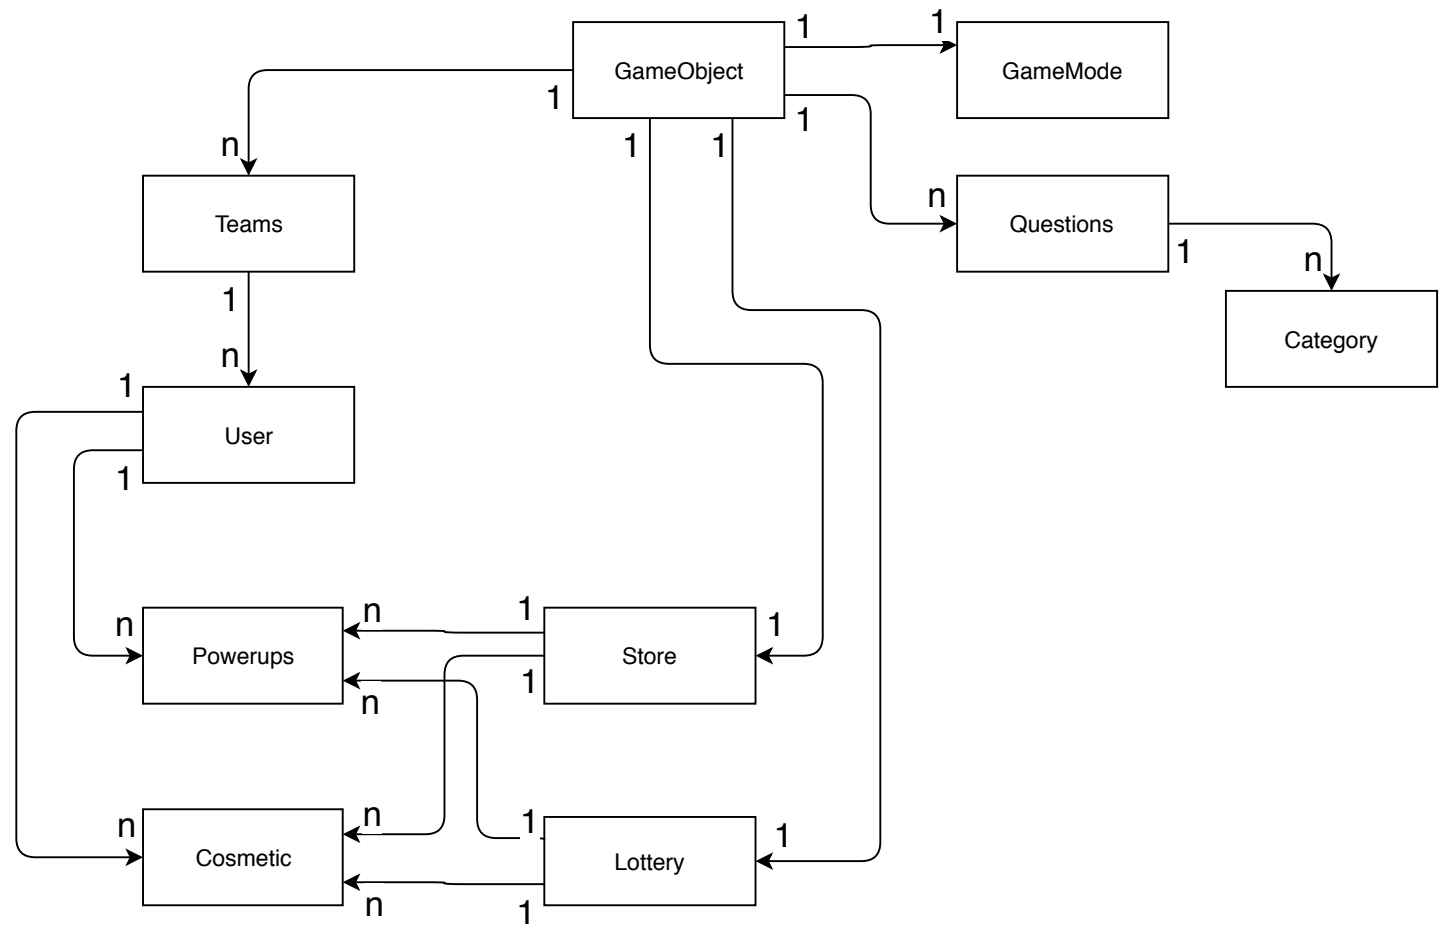 1
1
GameObject
GameMode
1
1
1
1
n
n
Teams
Questions
1
n
1
n
Category
n
1
User
1
n
1
n
1
Powerups
Store
1
n
n
1
1
n
Cosmetic
Lottery
n
1